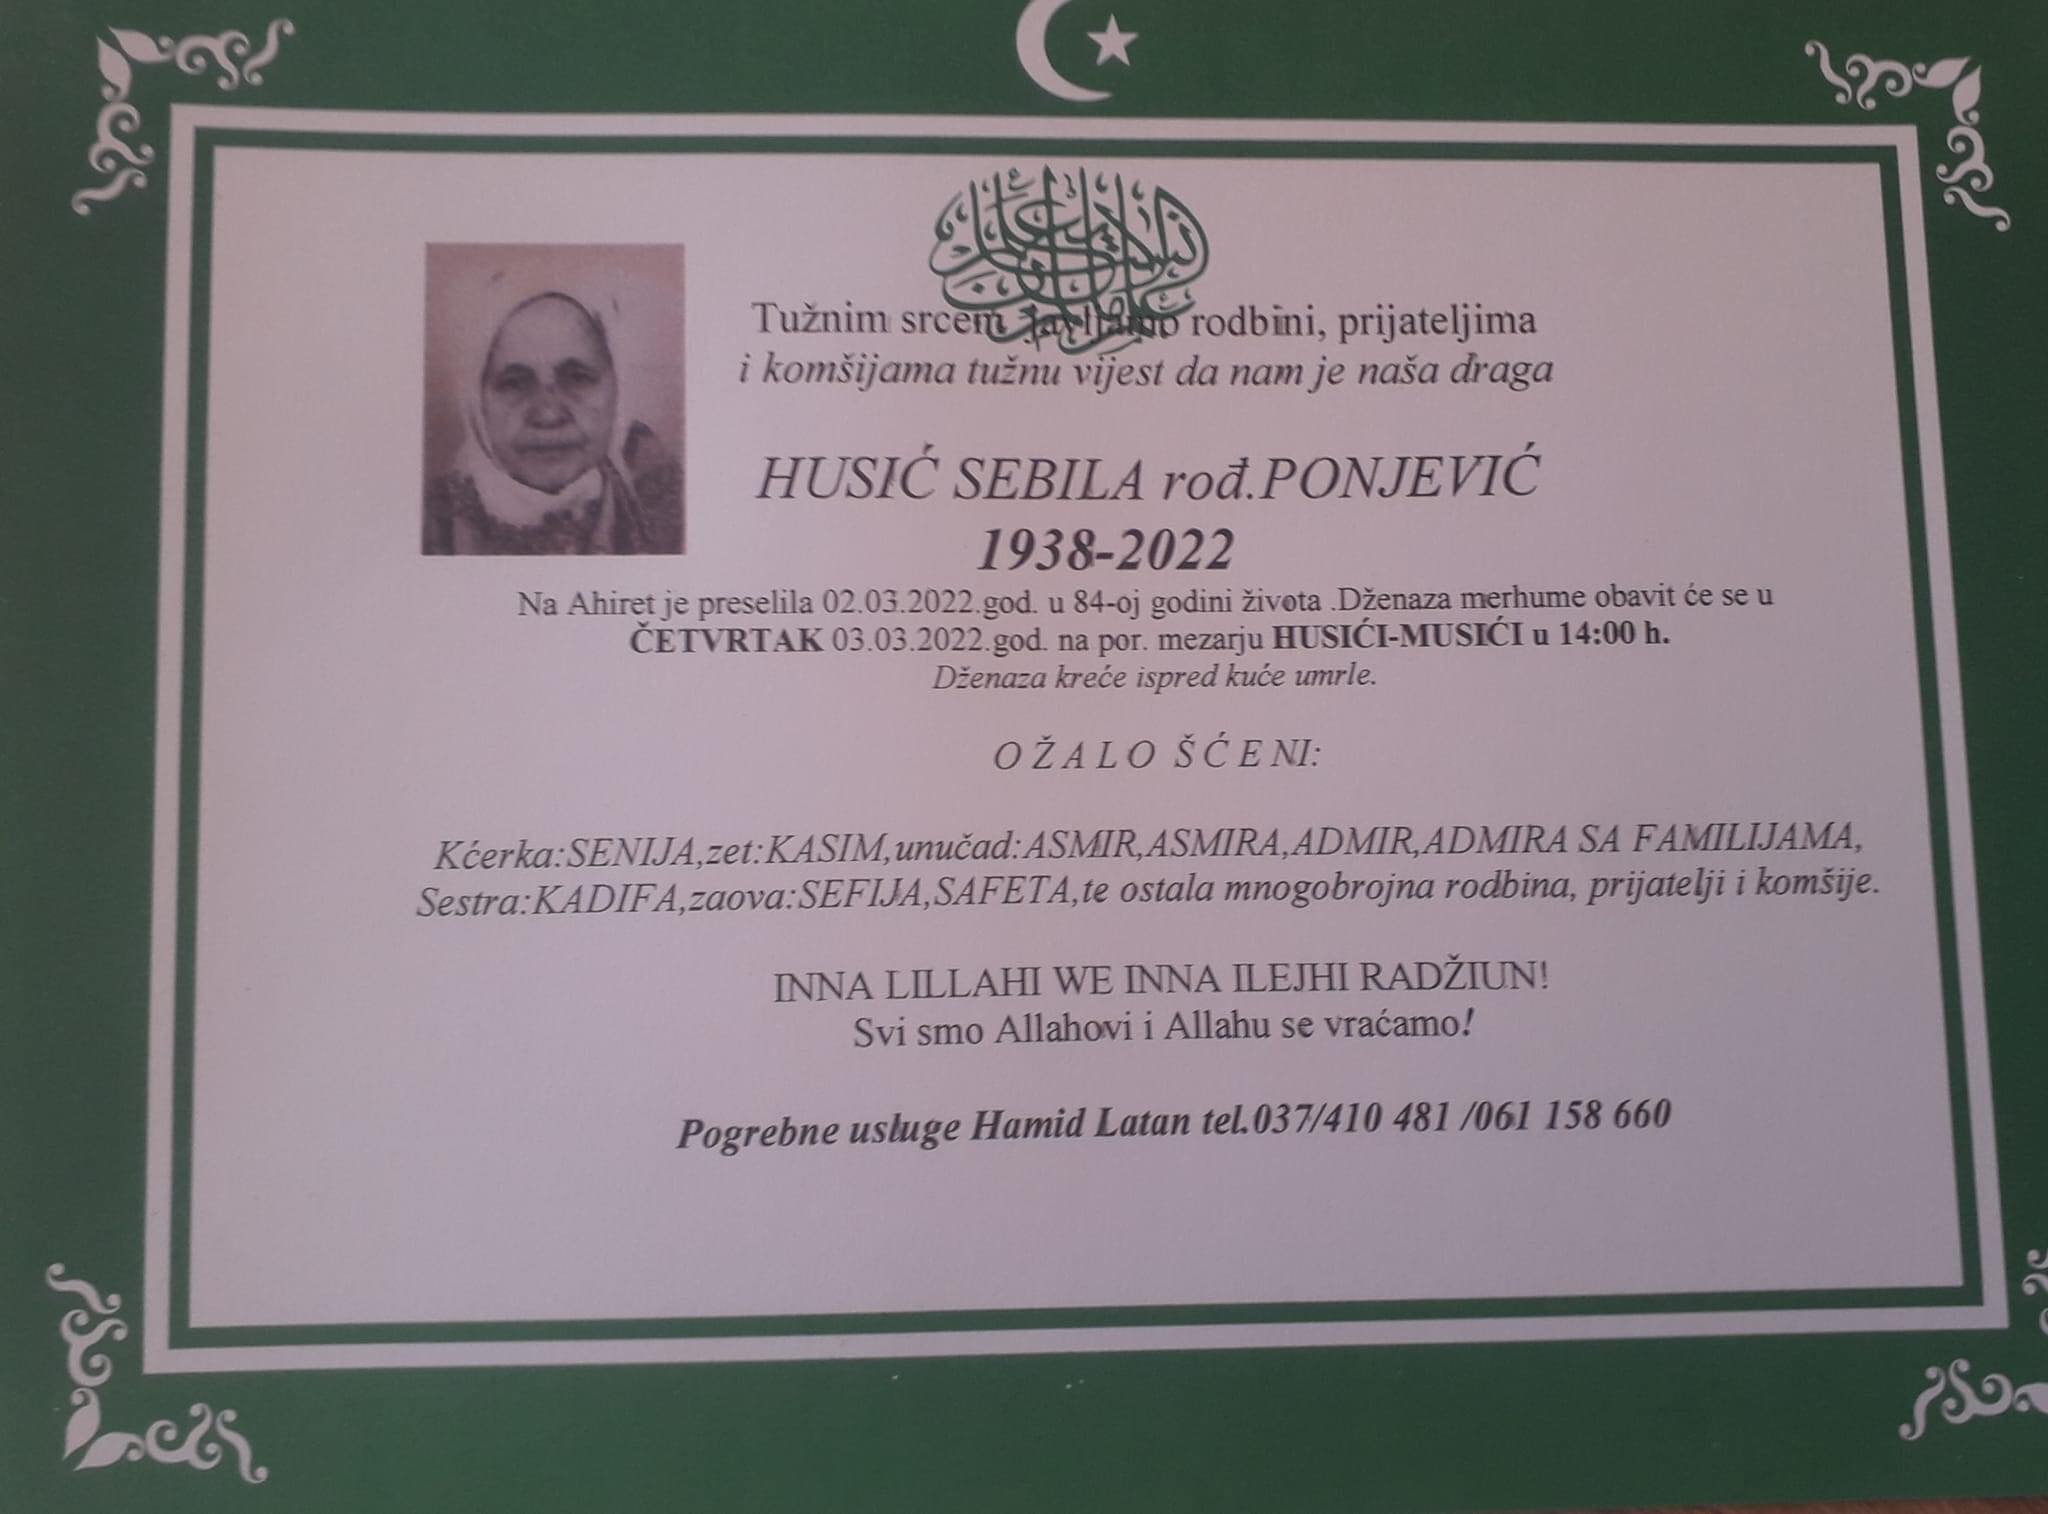 Tužnim srcem javljamo rodbini, prijateljima
i komšijama tužnu vijest da nam je naša draga
HUSIĆ SEBILA rođ.PONJEVIĆ
1938-2022
Na Ahiret je preselila 02.03.2022.god. u 84-oj godini života .Dženaza merhume obavit će se u
ČETVRTAK 03.03.2022.god. na por. mezarju HUSIĆI-MUSIĆI u 14:00 h.
Dženaza kreće ispred kuće umrle.
O Ž A L O Š Ć E NI:
Kćerka:SENIJA,zet:KASIM,unučad:ASMIR,ASMIRA,ADMIR,ADMIRA SA FAMILIJAMA,
Sestra:KADIFA,zaova:SEFIJA,SAFETA,te ostala mnogobrojna rodbina, prijatelji i komšije.
INNA LILLAHI WE INNA ILEJHI RADŽIUN!
Svi smo Allahovi i Allahu se vraćamo!
Pogrebne usluge Hamid Latan tel.037/410 481 /061 158 660